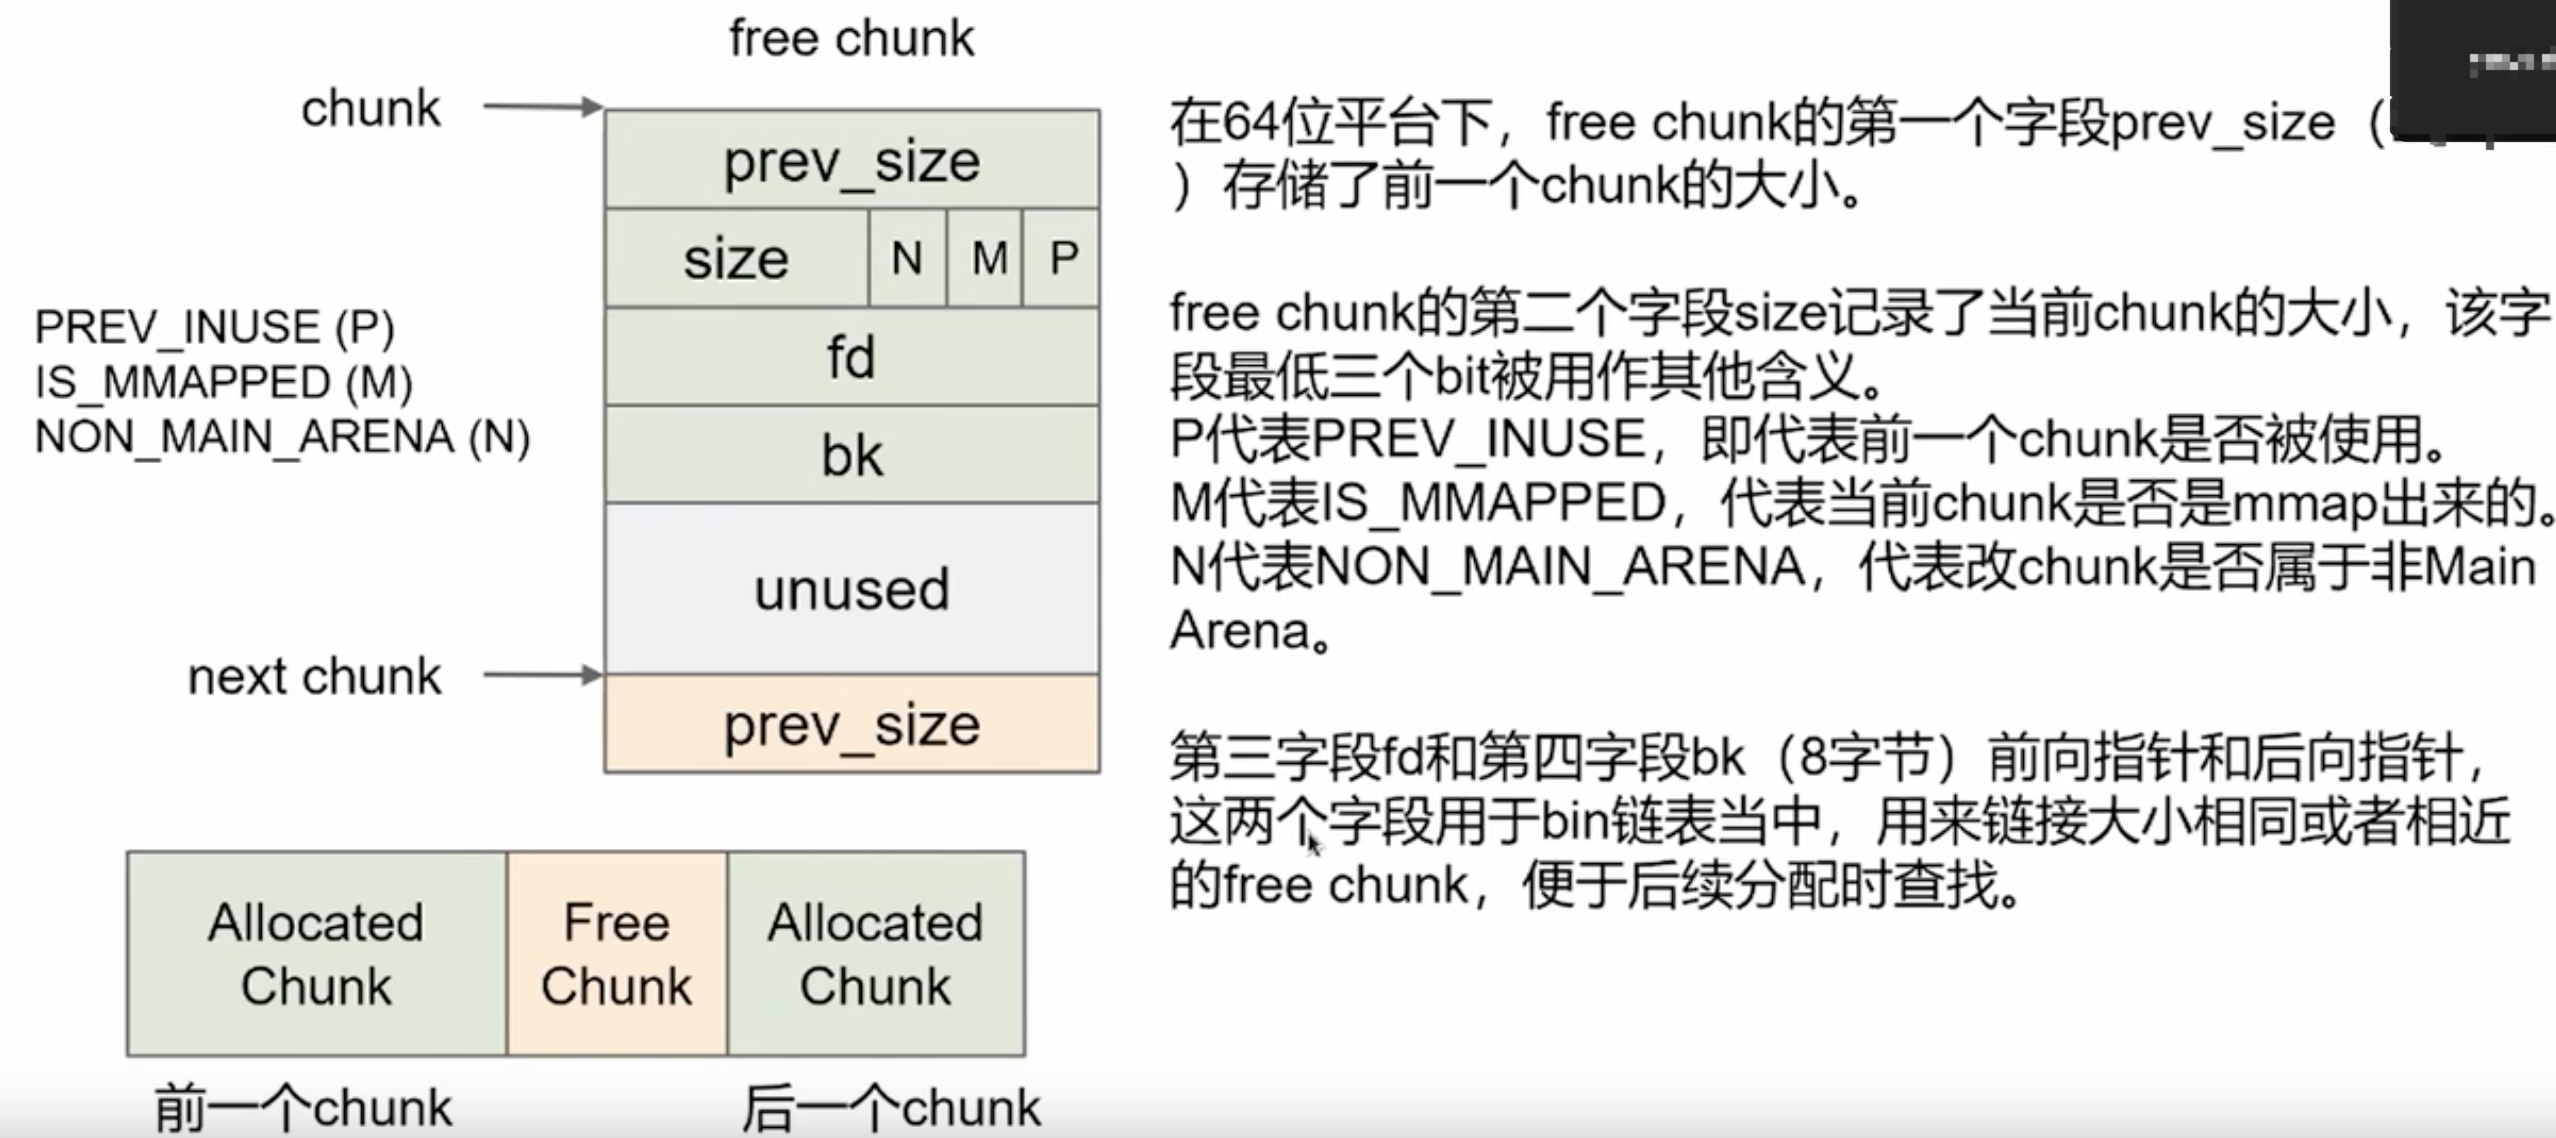 free chunk
chunk
prev_size
size N M P
fd
bk
unused
next chunk
prev_size
PREV_INUSE (P)
IS_MMAPPED (M)
NON_MAIN_ARENA (N)
Allocated Chunk
Free Chunk
Allocated Chunk
前一个chunk
后一个chunk
在64位平台下，free chunk的第一个字段prev_size（
）存储了前一个chunk的大小。
free chunk的第二个字段size记录了当前chunk的大小，该字
段最低三个bit被用作其他含义。
P代表PREV_INUSE，即代表前一个chunk是否被使用。
M代表IS_MMAPPED，代表当前chunk是否是mmap出来的。
N代表NON_MAIN_ARENA，代表改chunk是否属于非Main
Arena。
第三字段fd和第四字段bk（8字节）前向指针和后向指针，
这两个字段用于bin链表当中，用来链接大小相同或者相近
的free chunk，便于后续分配时查找。